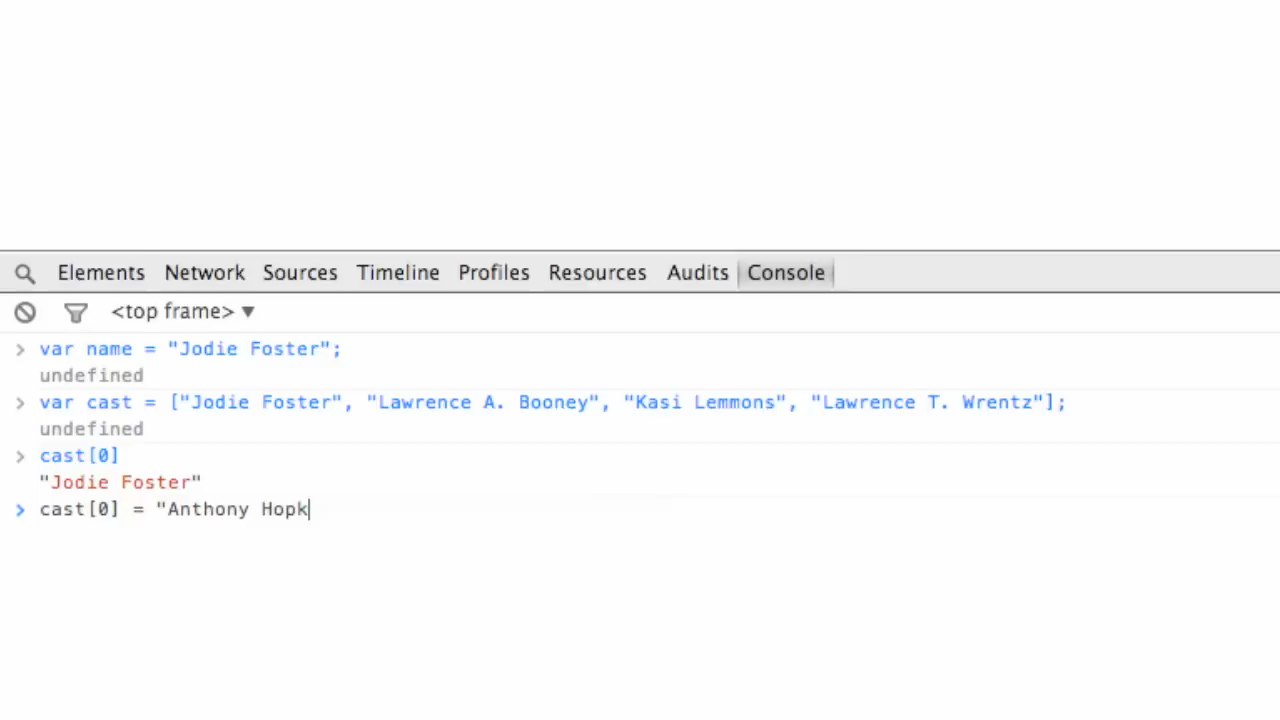 Elements Network Sources Timeline Profiles Resources Audits Console
<top frame> ▼
> var name = "Jodie Foster";
undefined
> var cast = ["Jodie Foster", "Lawrence A. Booney", "Kasi Lemmons", "Lawrence T. Wrentz"];
undefined
> cast[0]
"Jodie Foster"
> cast[0] = "Anthony Hopk